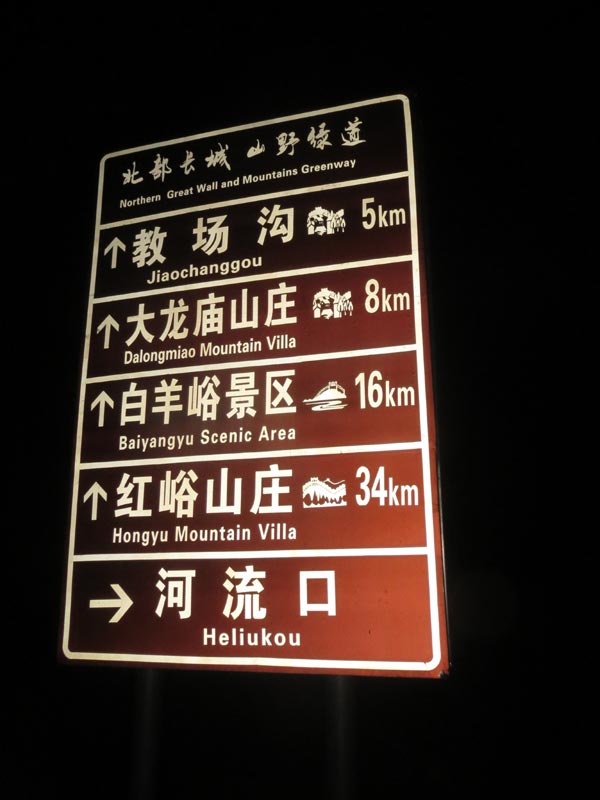 北部长城 山野绿道
Northern Great Wall and Mountains Greenway
↑ 教场沟 5km
Jiaochanggou
↑ 大龙庙山庄 8km
Dalongmiao Mountain Villa
↑ 白羊峪景区 16km
Baiyangyu Scenic Area
↑ 红峪山庄 34km
Hongyu Mountain Villa
→ 河流口
Heliukou